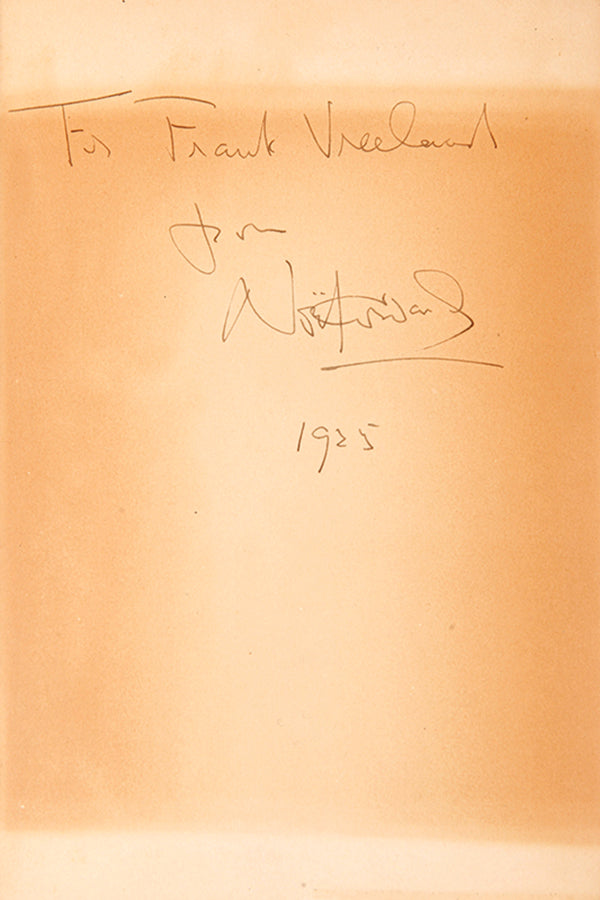 For Frank Vreeland
from
Noël Coward
1925